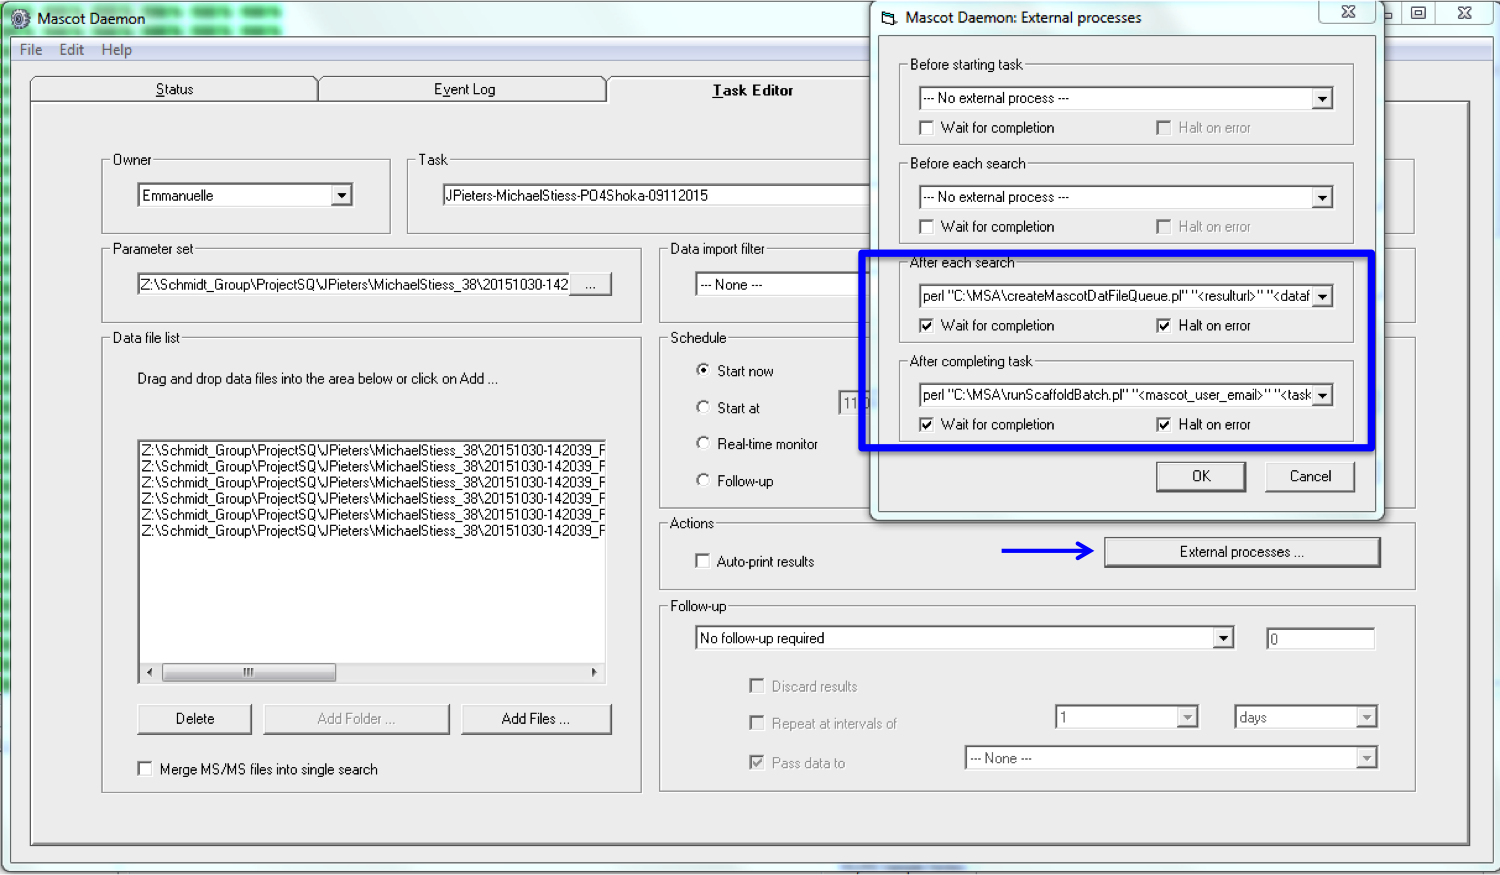 Mascot Daemon
File Edit Help
Status
Event Log
Task Editor
Owner
Emmanuelle
Task
JPieters-MichaelStiess-PO4Shoka-09112015
Parameter set
Z:\Schmidt_Group\ProjectSQ\JPieters\MichaelStiess_38\20151030-142
...
Data import filter
--- None ---
Data file list
Drag and drop data files into the area below or click on Add ...
Z:\Schmidt_Group\ProjectSQ\JPieters\MichaelStiess_38\20151030-142039_F
Z:\Schmidt_Group\ProjectSQ\JPieters\MichaelStiess_38\20151030-142039_F
Z:\Schmidt_Group\ProjectSQ\JPieters\MichaelStiess_38\20151030-142039_F
Z:\Schmidt_Group\ProjectSQ\JPieters\MichaelStiess_38\20151030-142039_F
Z:\Schmidt_Group\ProjectSQ\JPieters\MichaelStiess_38\20151030-142039_F
Z:\Schmidt_Group\ProjectSQ\JPieters\MichaelStiess_38\20151030-142039_F
Delete
Add Folder ...
Add Files ...
Merge MS/MS files into single search
Schedule
Start now
Start at
Real-time monitor
Follow-up
Actions
Auto-print results
External processes ...
Follow-up
No follow-up required
0
Discard results
Repeat at intervals of
1
days
Pass data to
--- None ---
Mascot Daemon: External processes
Before starting task
--- No external process ---
Wait for completion
Halt on error
Before each search
--- No external process ---
Wait for completion
Halt on error
After each search
perl "C:\MSA\createMascotDatFileQueue.pl" "<resulturl>" "<dataf
Wait for completion
Halt on error
After completing task
perl "C:\MSA\runScaffoldBatch.pl" "<mascot_user_email>" "<task
Wait for completion
Halt on error
OK
Cancel